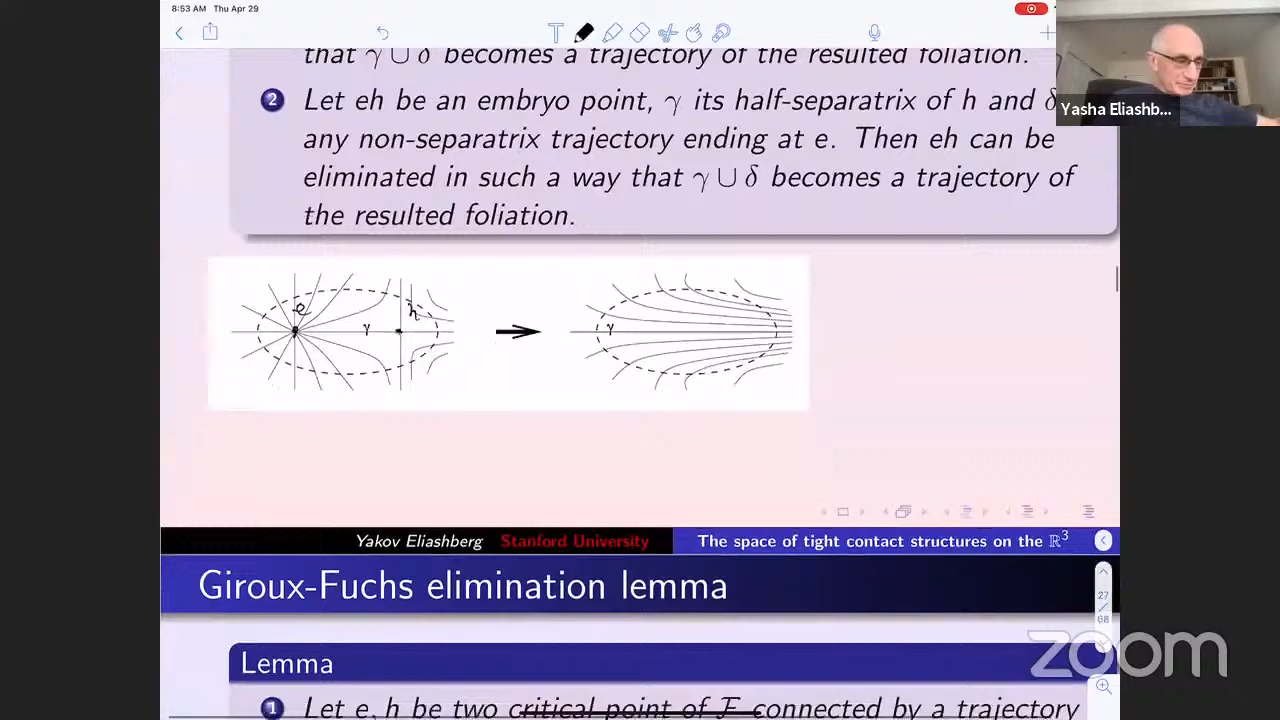 8:53 AM Thu Apr 29
that γ ∪ δ becomes a trajectory of the resulted foliation.
2 Let eh be an embryo point, γ its half-separatrix of h and δ
any non-separatrix trajectory ending at e. Then eh can be
eliminated in such a way that γ ∪ δ becomes a trajectory of
the resulted foliation.
Yasha Eliashb...
e γ h γ
Yakov Eliashberg Stanford University The space of tight contact structures on the ℝ³
Giroux-Fuchs elimination lemma
27
68
Lemma
1 Let e, h be two critical point of F connected by a trajectory
zoom